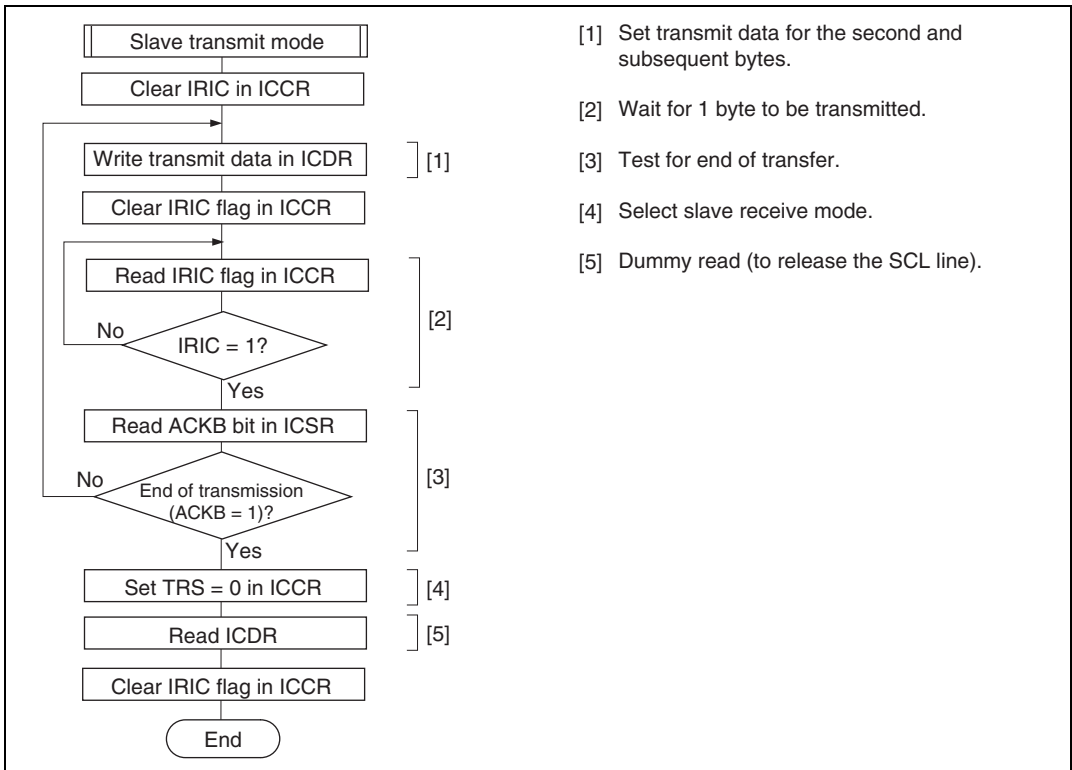 Slave transmit mode
Clear IRIC in ICCR
Write transmit data in ICDR
[1]
Clear IRIC flag in ICCR
Read IRIC flag in ICCR
[2]
No
IRIC = 1?
Yes
Read ACKB bit in ICSR
[3]
No
End of transmission
(ACKB = 1)?
Yes
Set TRS = 0 in ICCR
[4]
Read ICDR
[5]
Clear IRIC flag in ICCR
End
[1] Set transmit data for the second and
subsequent bytes.
[2] Wait for 1 byte to be transmitted.
[3] Test for end of transfer.
[4] Select slave receive mode.
[5] Dummy read (to release the SCL line).